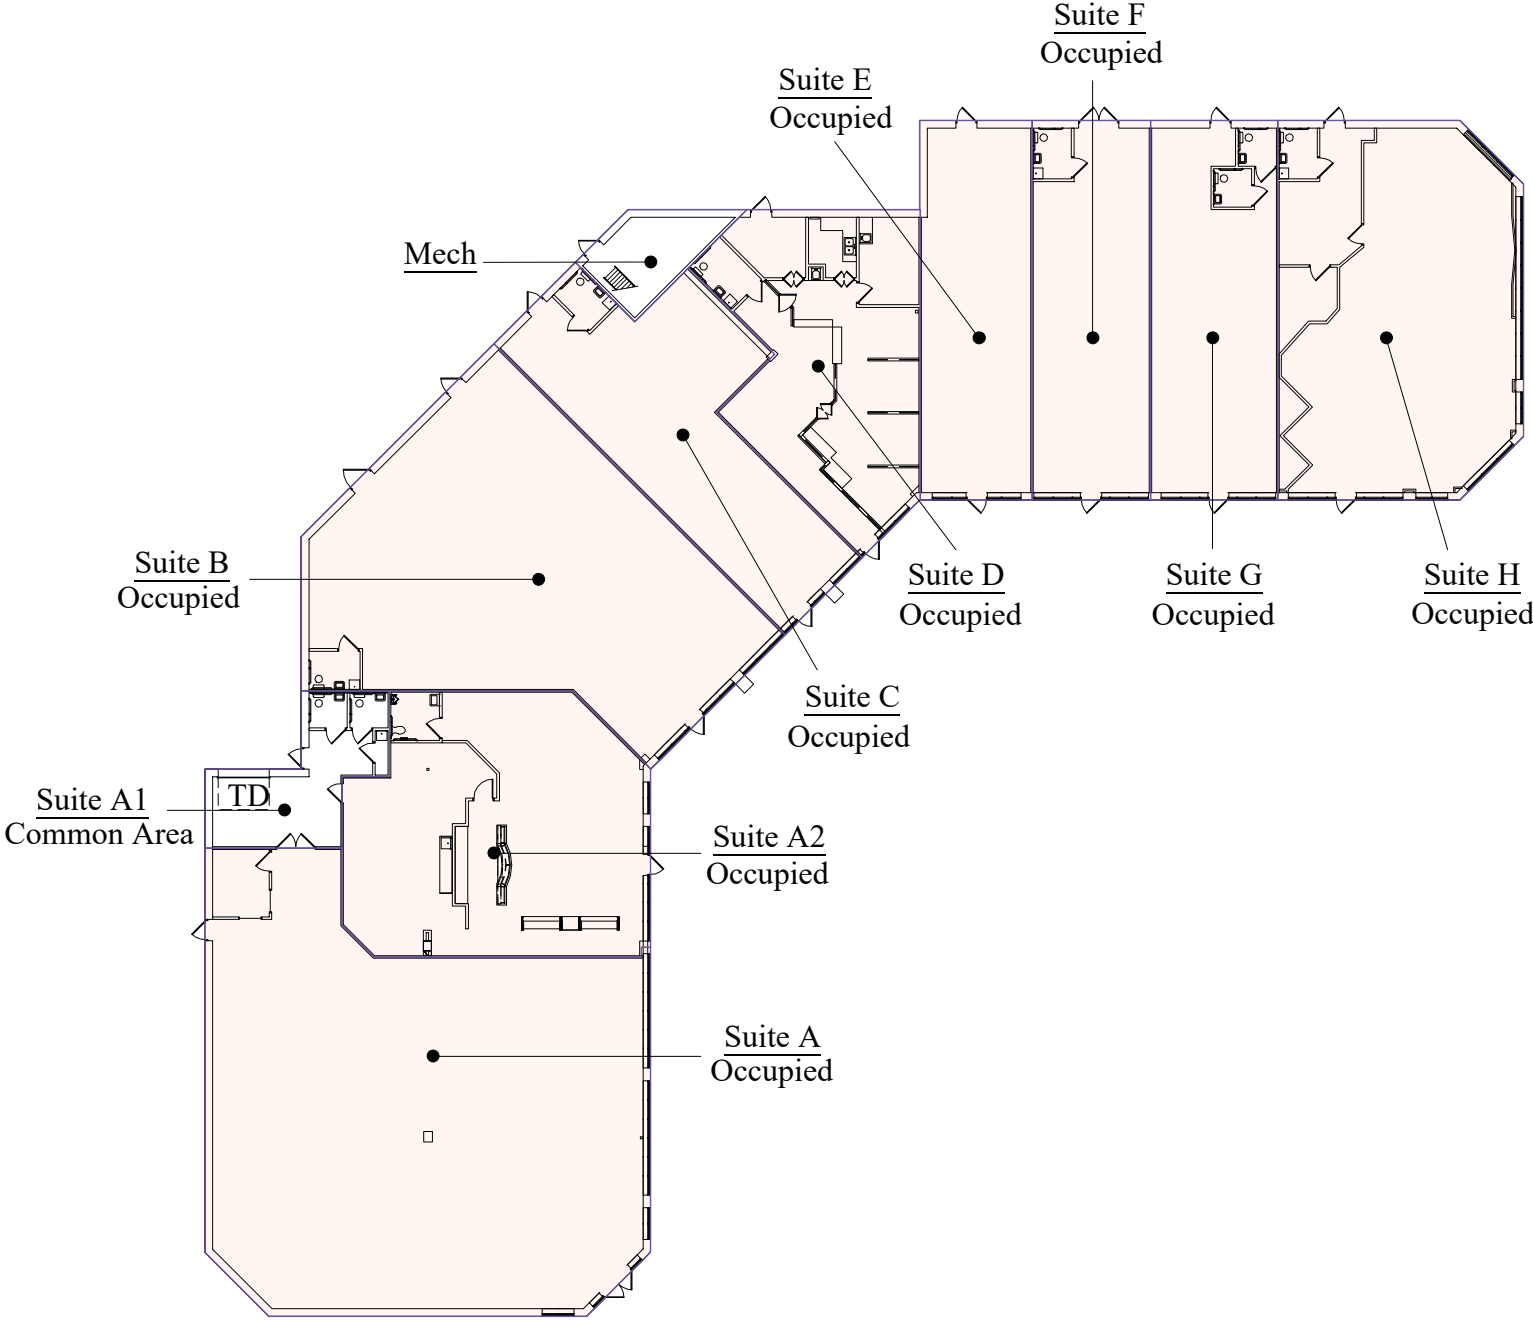 Suite F
Occupied
Suite E
Occupied
Mech
Suite B
Occupied
Suite D
Occupied
Suite G
Occupied
Suite H
Occupied
Suite C
Occupied
TD
Suite A1
Common Area
Suite A2
Occupied
Suite A
Occupied